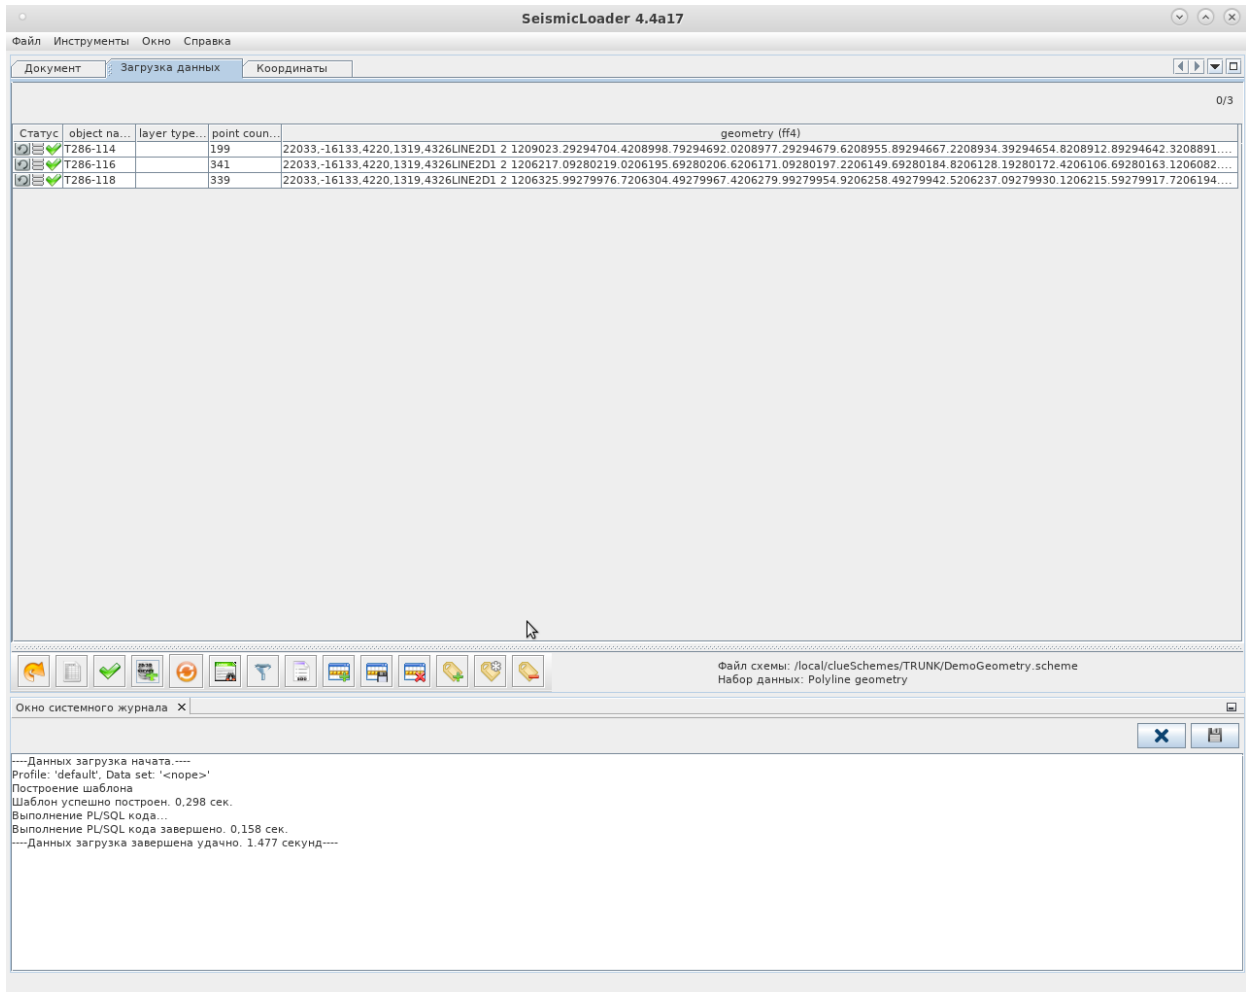 SeismicLoader 4.4a17
Файл Инструменты Окно Справка
Документ Загрузка данных Координаты
0/3
Статус object na... layer type... point coun... geometry (ff4)
T286-114 199 22033,-16133,4220,1319,4326LINE2D1 2 1209023.29294704.4208998.79294692.0208977.29294679.6208955.89294667.2208934.39294654.8208912.89294642.3208891....
T286-116 341 22033,-16133,4220,1319,4326LINE2D1 2 1206217.09280219.0206195.69280206.6206171.09280197.2206149.69280184.8206128.19280172.4206106.69280163.1206082....
T286-118 339 22033,-16133,4220,1319,4326LINE2D1 2 1206325.99279976.7206304.49279967.4206279.99279954.9206258.49279942.5206237.09279930.1206215.59279917.7206194....
Файл схемы: /local/clueSchemes/TRUNK/DemoGeometry.scheme
Набор данных: Polyline geometry
Окно системного журнала
----Данных загрузка начата.----
Profile: 'default', Data set: '<nope>'
Построение шаблона
Шаблон успешно построен. 0,298 сек.
Выполнение PL/SQL кода...
Выполнение PL/SQL кода завершено. 0,158 сек.
----Данных загрузка завершена удачно. 1.477 секунд----